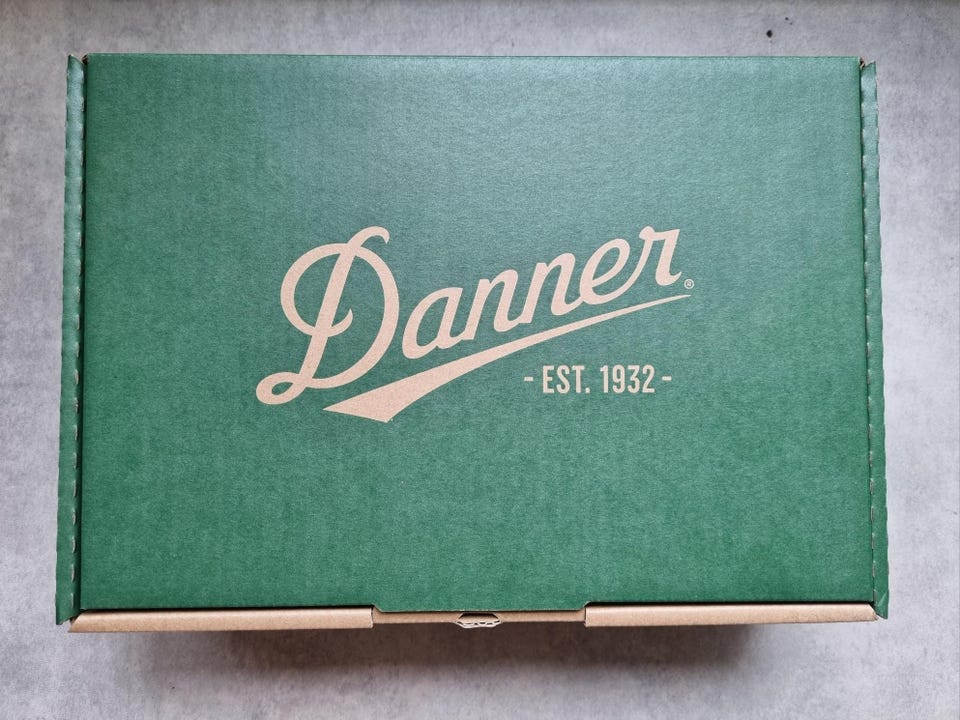 Danner®
- EST. 1932 -